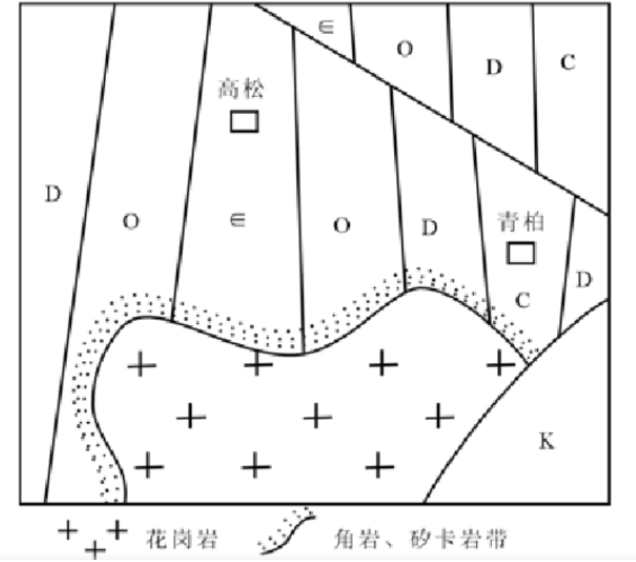 ∈ O D C
高松
D O ∈ O D 青柏
C D
K
花岗岩 角岩、矽卡岩带